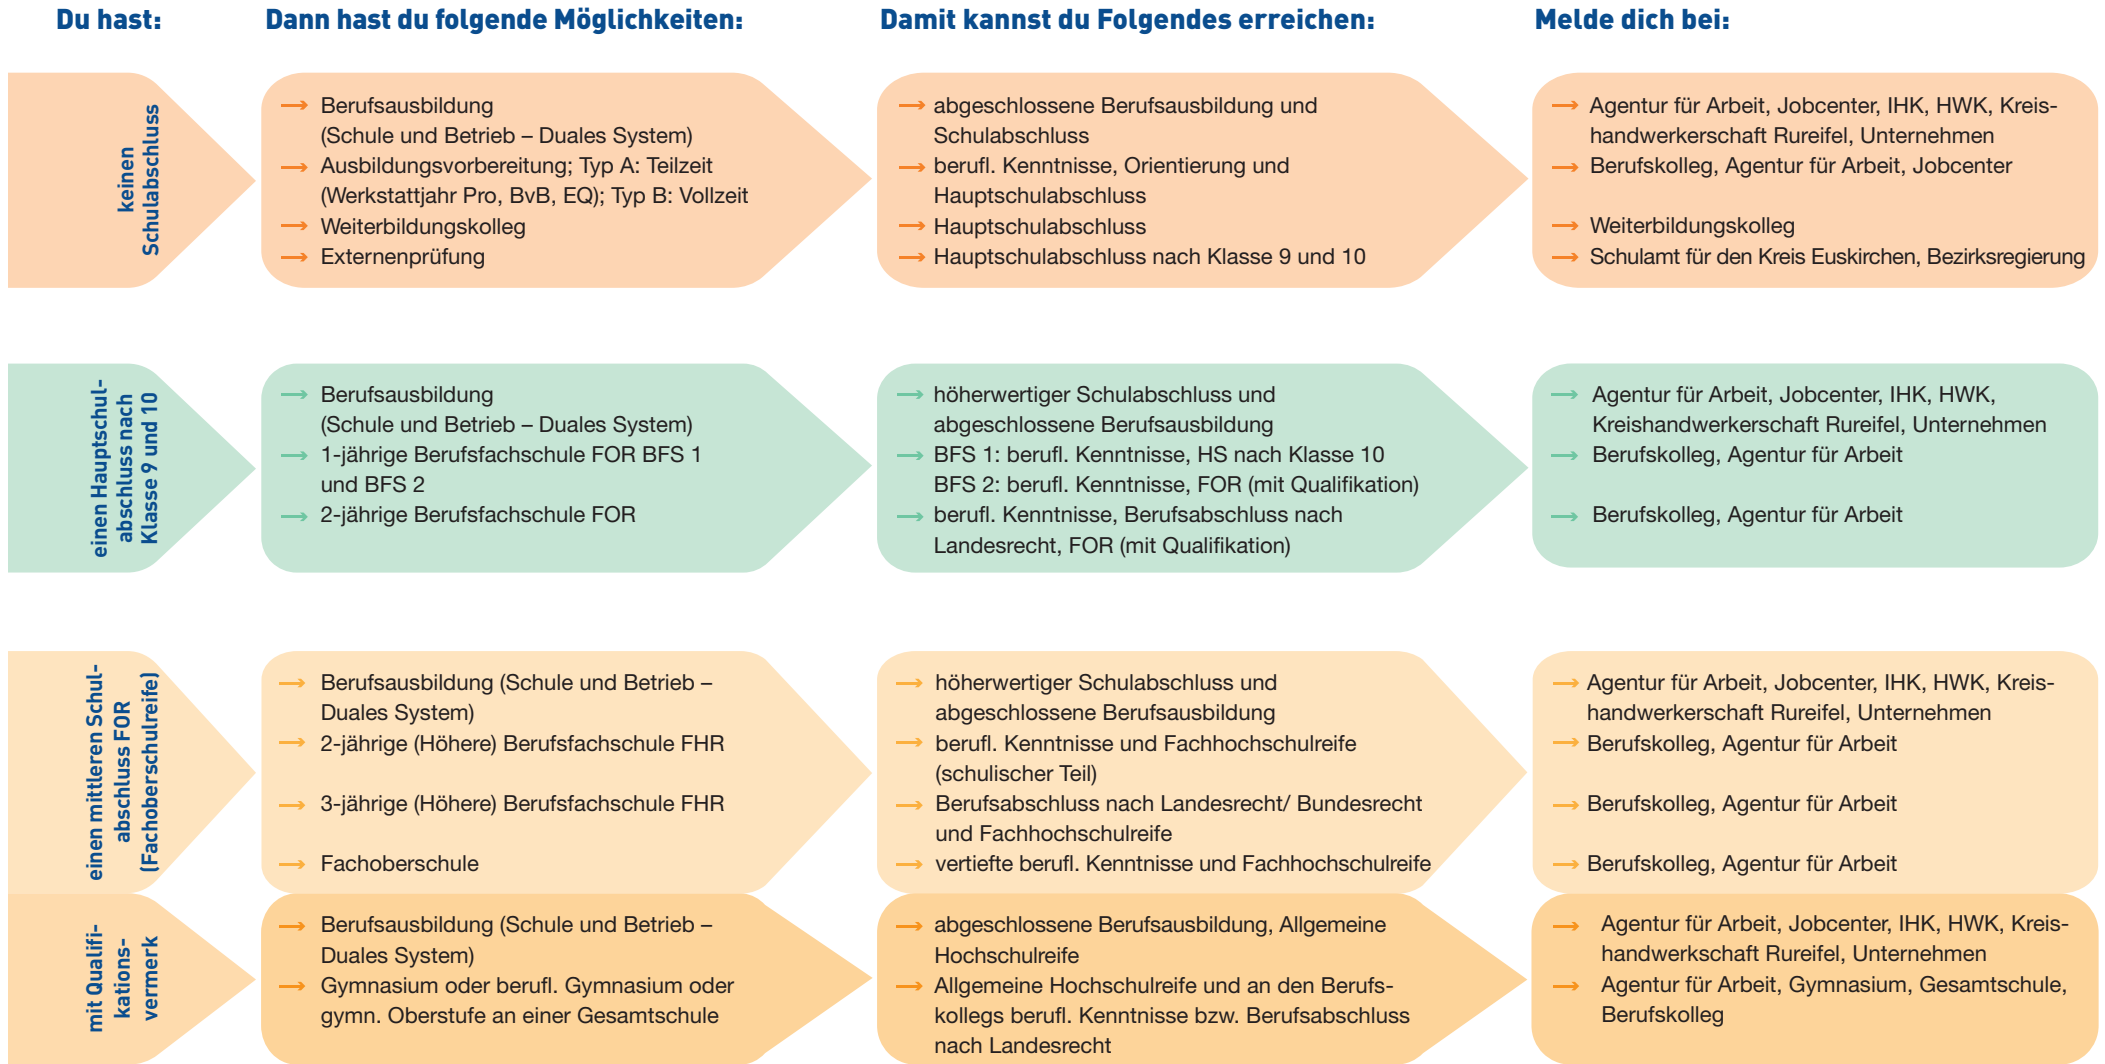 Du hast:
Dann hast du folgende Möglichkeiten:
Damit kannst du Folgendes erreichen:
Melde dich bei:
keinen
Schulabschluss
→ Berufsausbildung
(Schule und Betrieb – Duales System)
→ Ausbildungsvorbereitung; Typ A: Teilzeit
(Werkstattjahr Pro, BvB, EQ); Typ B: Vollzeit
→ Weiterbildungskolleg
→ Externenprüfung
→ abgeschlossene Berufsausbildung und
Schulabschluss
→ berufl. Kenntnisse, Orientierung und
Hauptschulabschluss
→ Hauptschulabschluss
→ Hauptschulabschluss nach Klasse 9 und 10
→ Agentur für Arbeit, Jobcenter, IHK, HWK, Kreis-
handwerkerschaft Rureifel, Unternehmen
→ Berufskolleg, Agentur für Arbeit, Jobcenter
→ Weiterbildungskolleg
→ Schulamt für den Kreis Euskirchen, Bezirksregierung
einen Hauptschul-
abschluss nach
Klasse 9 und 10
→ Berufsausbildung
(Schule und Betrieb – Duales System)
→ 1-jährige Berufsfachschule FOR BFS 1
und BFS 2
→ 2-jährige Berufsfachschule FOR
→ höherwertiger Schulabschluss und
abgeschlossene Berufsausbildung
→ BFS 1: berufl. Kenntnisse, HS nach Klasse 10
BFS 2: berufl. Kenntnisse, FOR (mit Qualifikation)
→ berufl. Kenntnisse, Berufsabschluss nach
Landesrecht, FOR (mit Qualifikation)
→ Agentur für Arbeit, Jobcenter, IHK, HWK,
Kreishandwerkerschaft Rureifel, Unternehmen
→ Berufskolleg, Agentur für Arbeit
→ Berufskolleg, Agentur für Arbeit
einen mittleren Schul-
abschluss FOR
(Fachoberschulreife)
→ Berufsausbildung (Schule und Betrieb –
Duales System)
→ 2-jährige (Höhere) Berufsfachschule FHR
→ 3-jährige (Höhere) Berufsfachschule FHR
→ Fachoberschule
→ höherwertiger Schulabschluss und
abgeschlossene Berufsausbildung
→ berufl. Kenntnisse und Fachhochschulreife
(schulischer Teil)
→ Berufsabschluss nach Landesrecht/ Bundesrecht
und Fachhochschulreife
→ vertiefte berufl. Kenntnisse und Fachhochschulreife
→ Agentur für Arbeit, Jobcenter, IHK, HWK, Kreis-
handwerkerschaft Rureifel, Unternehmen
→ Berufskolleg, Agentur für Arbeit
→ Berufskolleg, Agentur für Arbeit
→ Berufskolleg, Agentur für Arbeit
mit Qualifi-
kations-
vermerk
→ Berufsausbildung (Schule und Betrieb –
Duales System)
→ Gymnasium oder berufl. Gymnasium oder
gymn. Oberstufe an einer Gesamtschule
→ abgeschlossene Berufsausbildung, Allgemeine
Hochschulreife
→ Allgemeine Hochschulreife und an den Berufs-
kollegs berufl. Kenntnisse bzw. Berufsabschluss
nach Landesrecht
→ Agentur für Arbeit, Jobcenter, IHK, HWK, Kreis-
handwerkschaft Rureifel, Unternehmen
→ Agentur für Arbeit, Gymnasium, Gesamtschule,
Berufskolleg